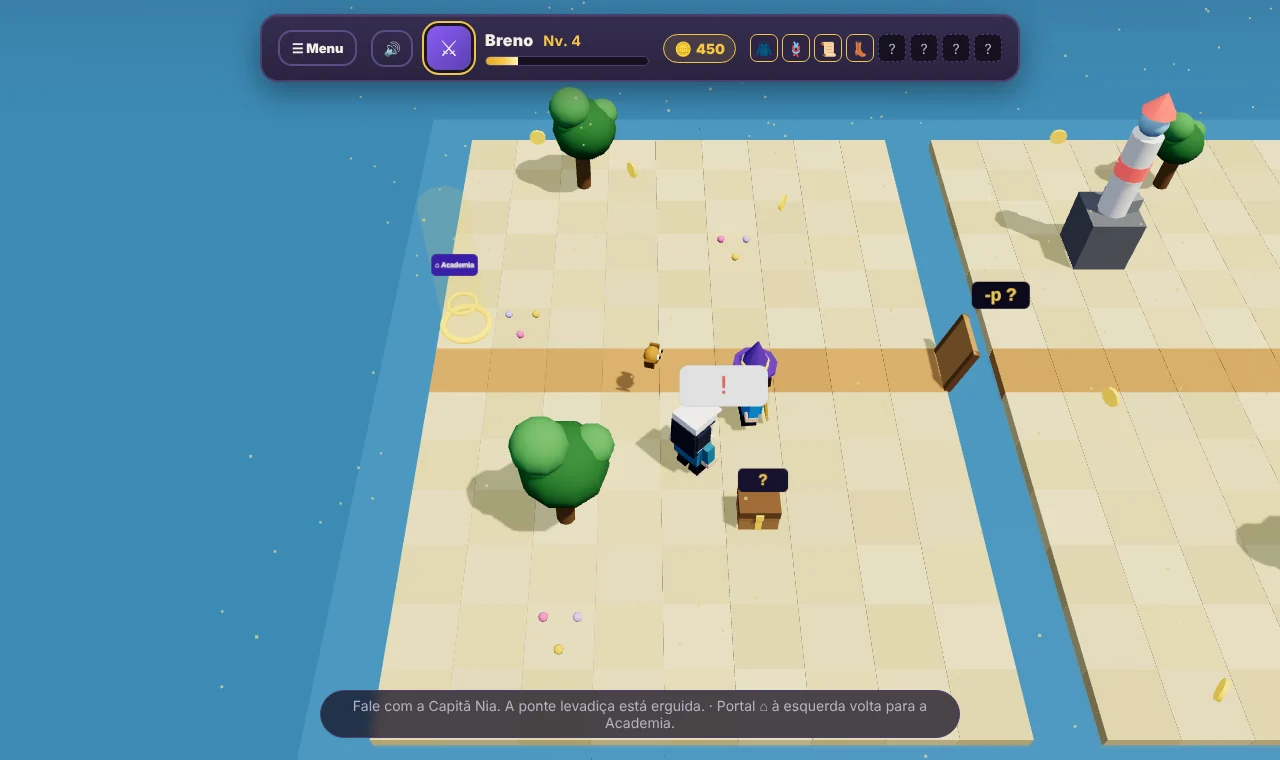 ☰ Menu
Breno Nv. 4
450
? ? ? ?
⌂ Academia
-p ?
!
?
Fale com a Capitã Nia. A ponte levadiça está erguida. · Portal ⌂ à esquerda volta para a
Academia.